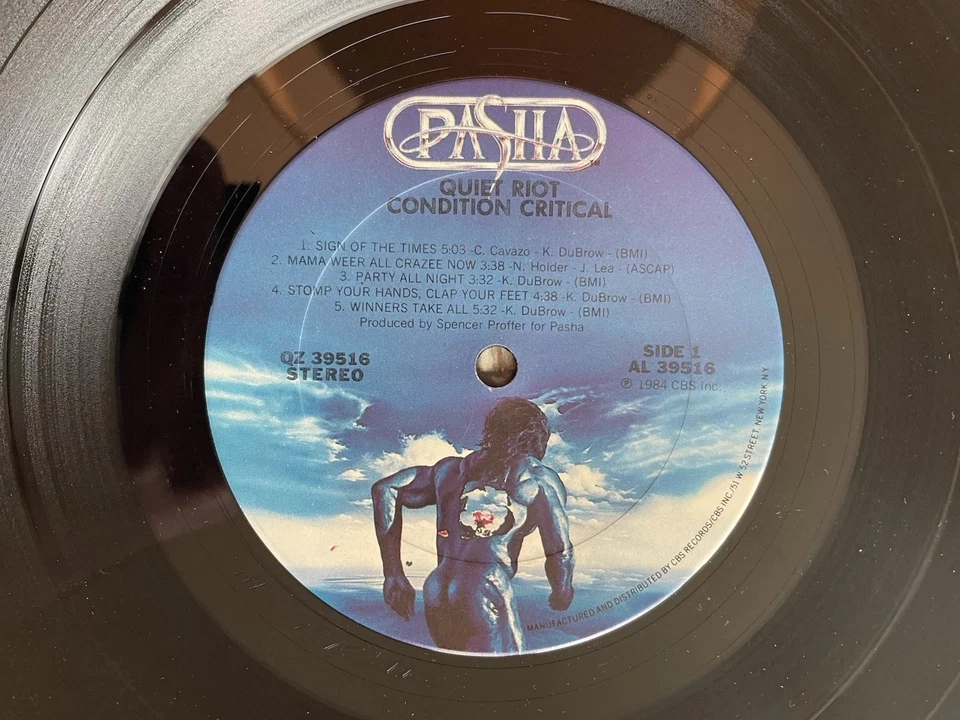 PASHA
QUIET RIOT
CONDITION CRITICAL
1. SIGN OF THE TIMES 5:03 -C. Cavazo - K. DuBrow - (BMI)
2. MAMA WEER ALL CRAZEE NOW 3:38 -N. Holder - J. Lea - (ASCAP)
3. PARTY ALL NIGHT 3:32 -K. DuBrow - (BMI)
4. STOMP YOUR HANDS, CLAP YOUR FEET 4:38 -K. DuBrow - (BMI)
5. WINNERS TAKE ALL 5:32 -K. DuBrow - (BMI)
Produced by Spencer Proffer for Pasha
QZ 39516
STEREO
SIDE 1
AL 39516
℗ 1984 CBS Inc.
MANUFACTURED AND DISTRIBUTED BY CBS RECORDS/CBS INC./51 W 52 STREET, NEW YORK, N.Y.